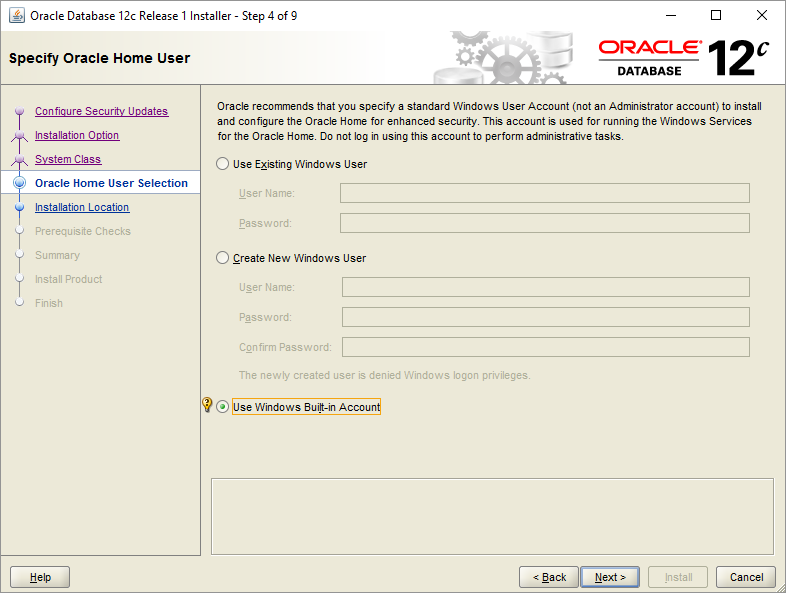 Oracle Database 12c Release 1 Installer - Step 4 of 9
Specify Oracle Home User
ORACLE®
DATABASE
12c
Configure Security Updates
Installation Option
System Class
Oracle Home User Selection
Installation Location
Prerequisite Checks
Summary
Install Product
Finish
Oracle recommends that you specify a standard Windows User Account (not an Administrator account) to install
and configure the Oracle Home for enhanced security. This account is used for running the Windows Services
for the Oracle Home. Do not log in using this account to perform administrative tasks.
Use Existing Windows User
User Name:
Password:
Create New Windows User
User Name:
Password:
Confirm Password:
The newly created user is denied Windows logon privileges.
Use Windows Built-in Account
Help
< Back
Next >
Install
Cancel